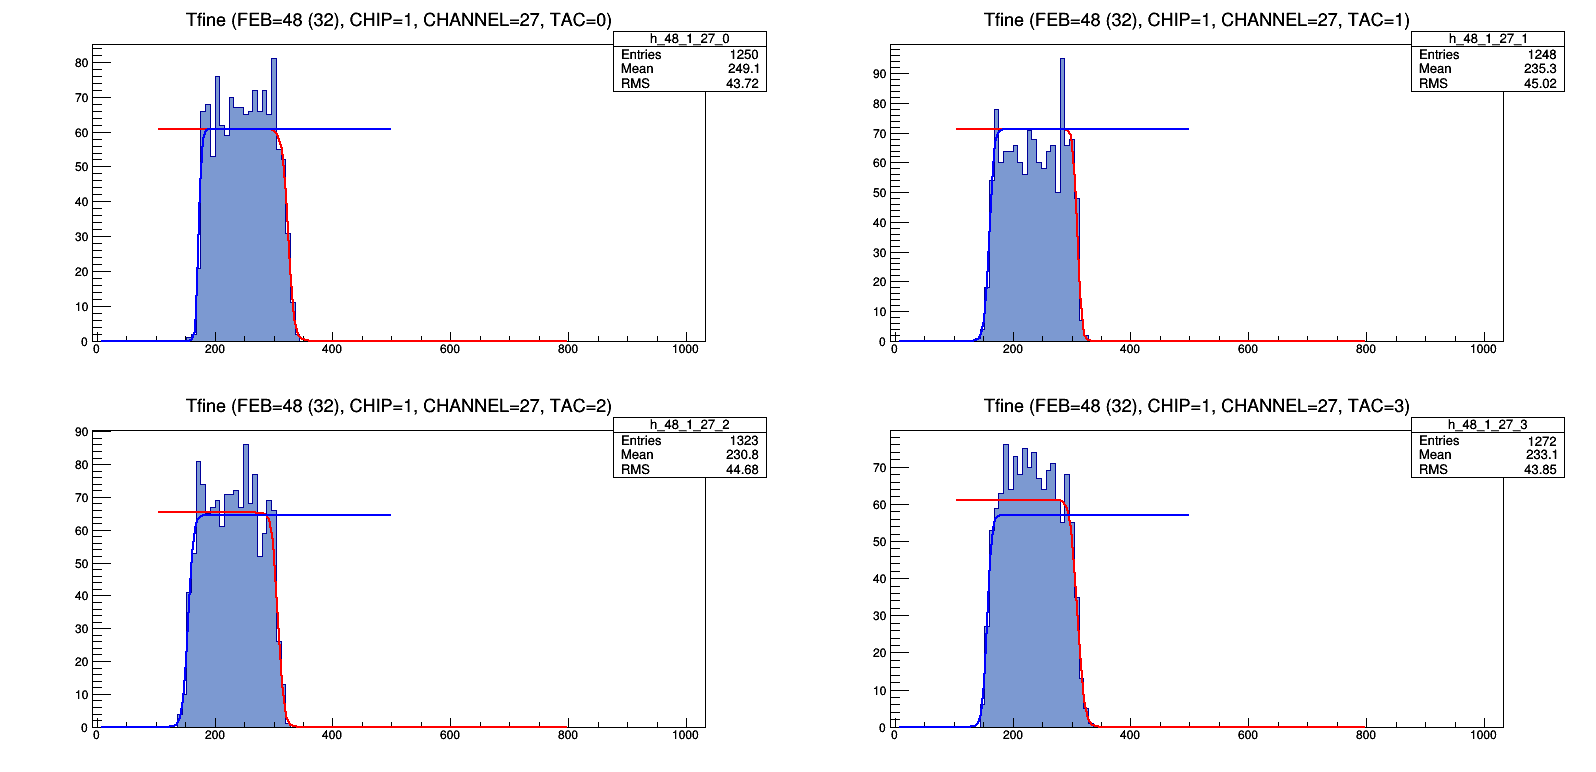 Tfine (FEB=48 (32), CHIP=1, CHANNEL=27, TAC=0)
h_48_1_27_0
Entries 1250
Mean 249.1
RMS 43.72
80
70
60
50
40
30
20
10
0
0 200 400 600 800 1000
Tfine (FEB=48 (32), CHIP=1, CHANNEL=27, TAC=1)
h_48_1_27_1
Entries 1248
Mean 235.3
RMS 45.02
90
80
70
60
50
40
30
20
10
0
0 200 400 600 800 1000
Tfine (FEB=48 (32), CHIP=1, CHANNEL=27, TAC=2)
h_48_1_27_2
Entries 1323
Mean 230.8
RMS 44.68
90
80
70
60
50
40
30
20
10
0
0 200 400 600 800 1000
Tfine (FEB=48 (32), CHIP=1, CHANNEL=27, TAC=3)
h_48_1_27_3
Entries 1272
Mean 233.1
RMS 43.85
70
60
50
40
30
20
10
0
0 200 400 600 800 1000